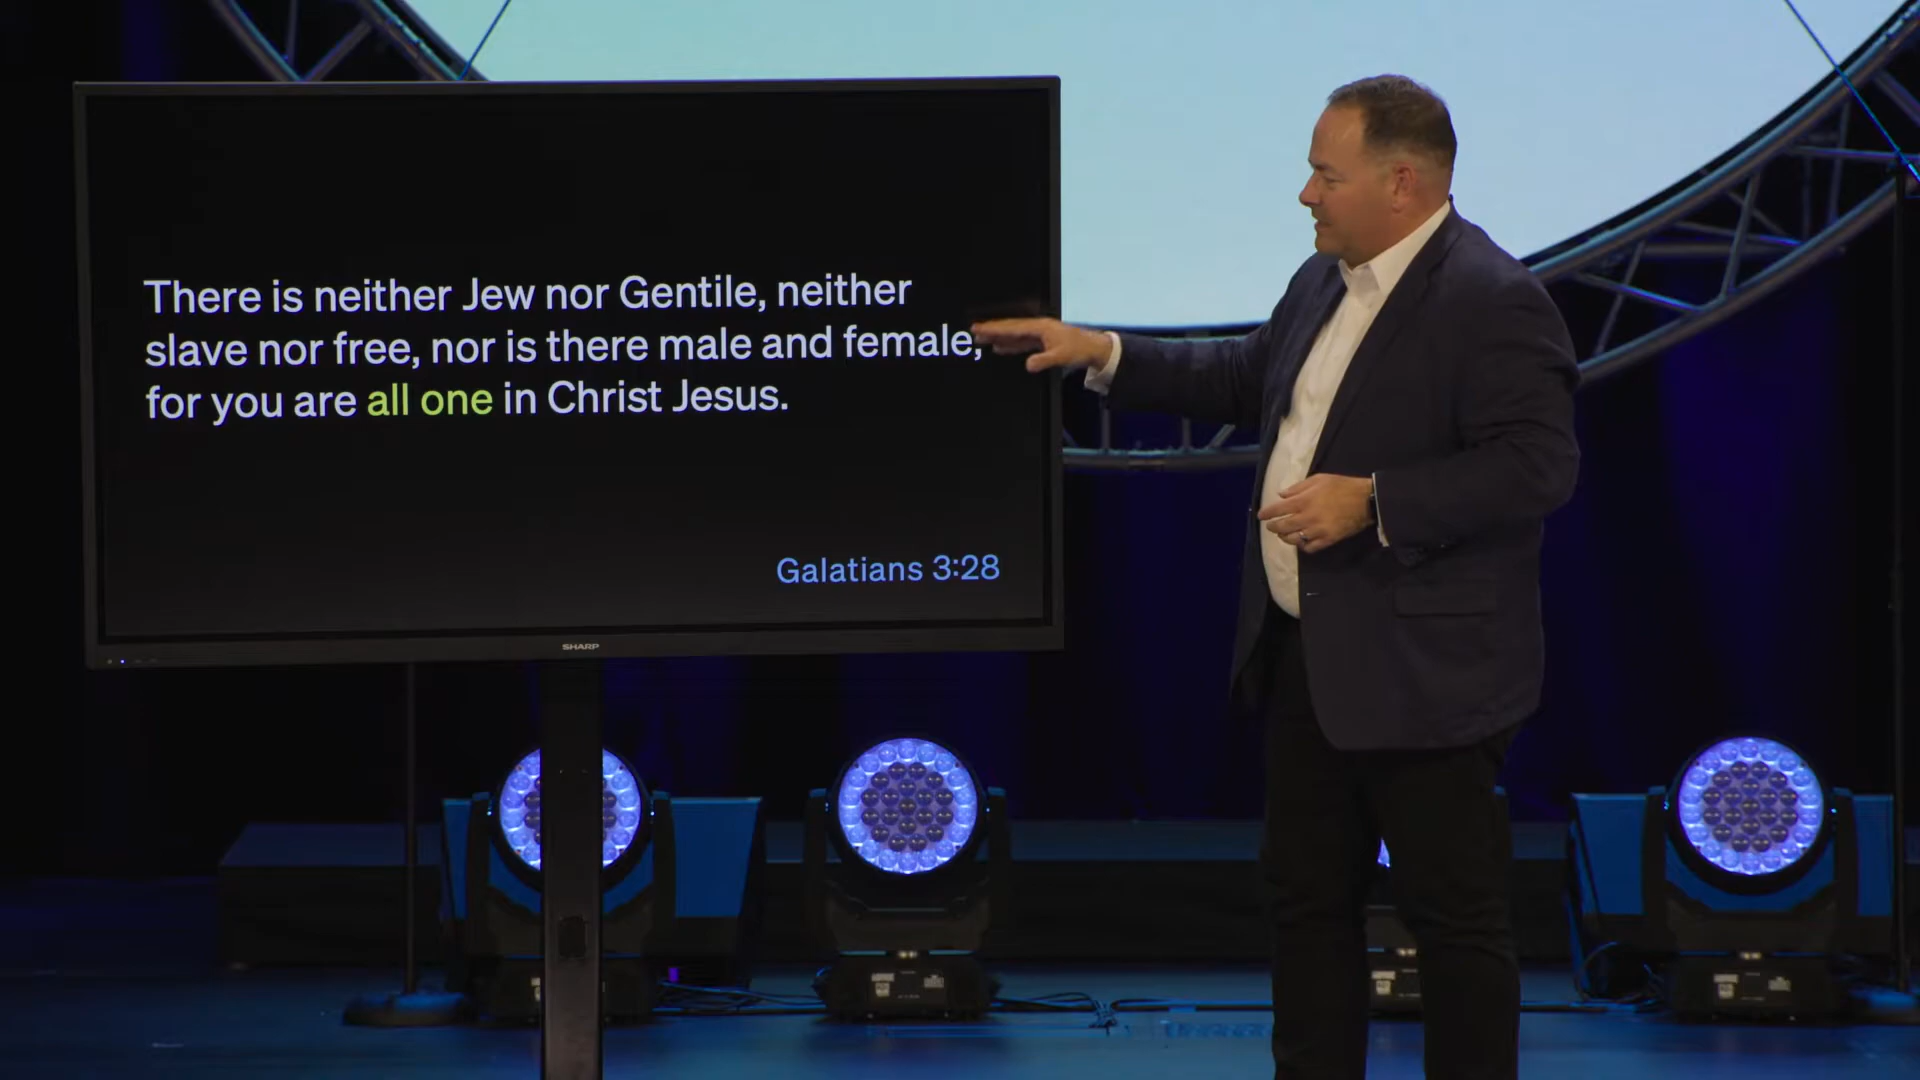 There is neither Jew nor Gentile, neither
slave nor free, nor is there male and female,
for you are all one in Christ Jesus.
Galatians 3:28
SHARP